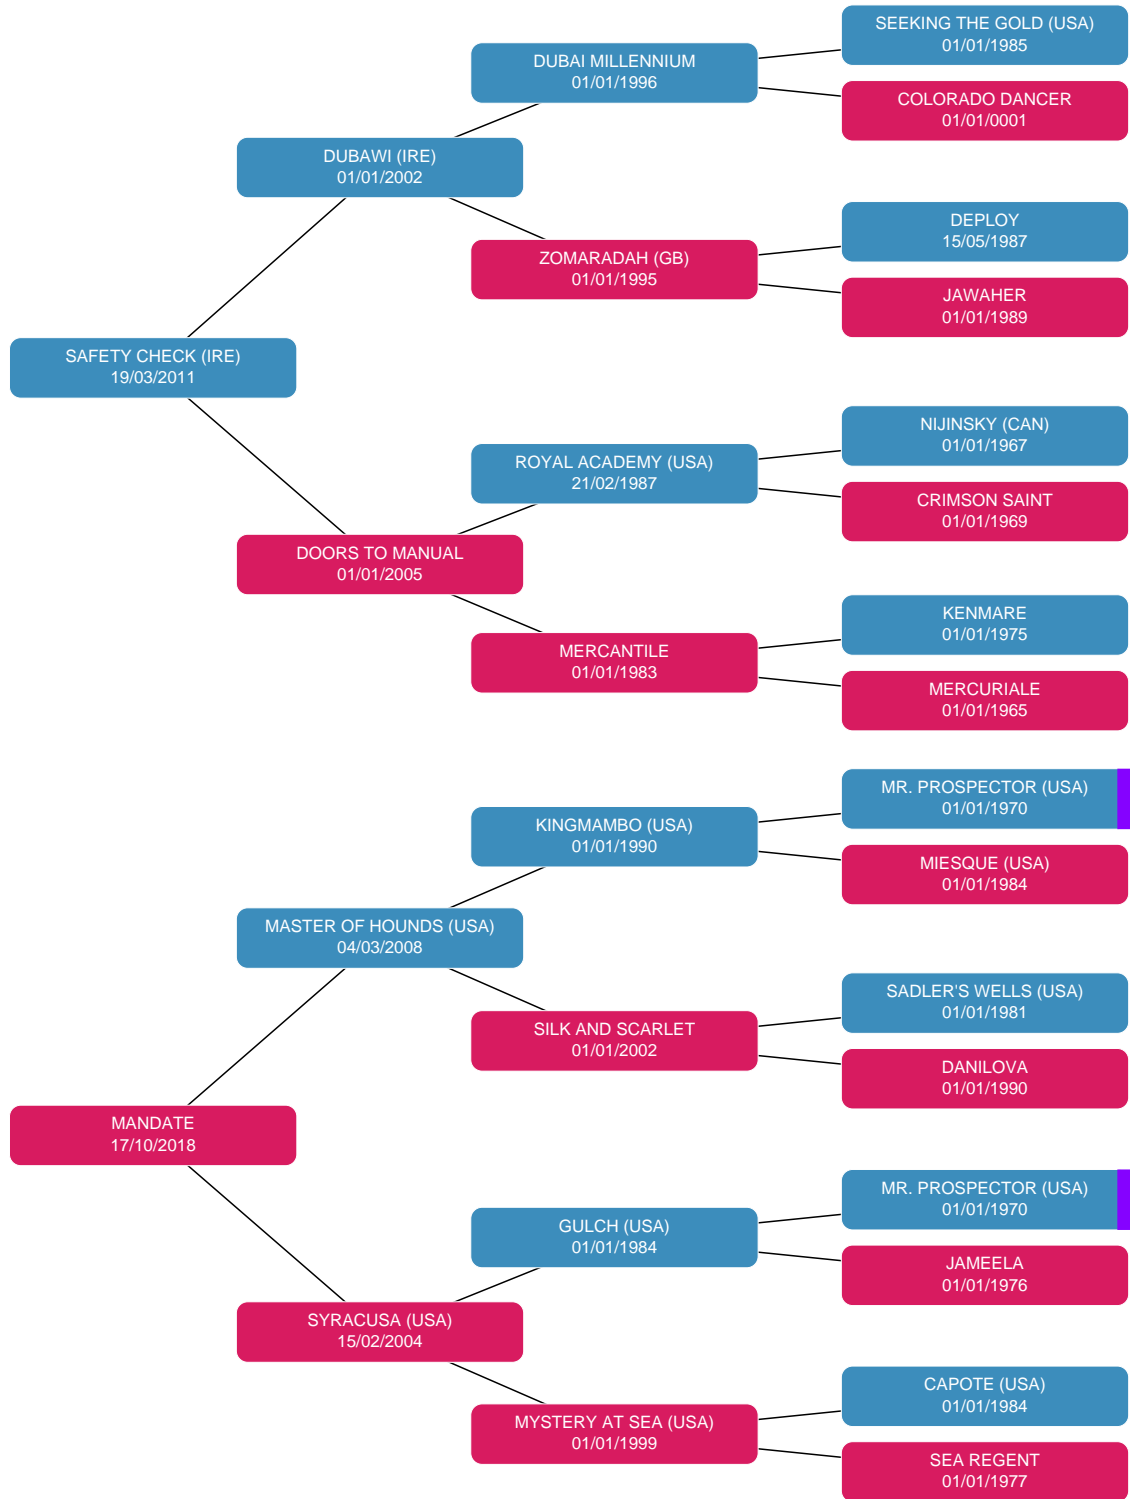 SEEKING THE GOLD (USA)
01/01/1985
DUBAI MILLENNIUM
01/01/1996
COLORADO DANCER
01/01/0001
DUBAWI (IRE)
01/01/2002
DEPLOY
15/05/1987
ZOMARADAH (GB)
01/01/1995
JAWAHER
01/01/1989
SAFETY CHECK (IRE)
19/03/2011
NIJINSKY (CAN)
01/01/1967
ROYAL ACADEMY (USA)
21/02/1987
CRIMSON SAINT
01/01/1969
DOORS TO MANUAL
01/01/2005
KENMARE
01/01/1975
MERCANTILE
01/01/1983
MERCURIALE
01/01/1965
MR. PROSPECTOR (USA)
01/01/1970
KINGMAMBO (USA)
01/01/1990
MIESQUE (USA)
01/01/1984
MASTER OF HOUNDS (USA)
04/03/2008
SADLER'S WELLS (USA)
01/01/1981
SILK AND SCARLET
01/01/2002
DANILOVA
01/01/1990
MANDATE
17/10/2018
MR. PROSPECTOR (USA)
01/01/1970
GULCH (USA)
01/01/1984
JAMEELA
01/01/1976
SYRACUSA (USA)
15/02/2004
CAPOTE (USA)
01/01/1984
MYSTERY AT SEA (USA)
01/01/1999
SEA REGENT
01/01/1977